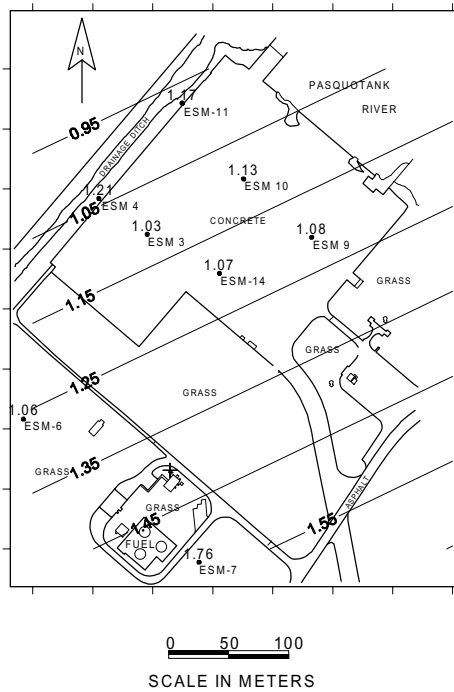 N
PASQUOTANK
RIVER
1.17
ESM-11
0.95
DRAINAGE DITCH
1.13
ESM 10
1.21
ESM 4
1.05
CONCRETE
1.03
ESM 3
1.08
ESM 9
1.07
ESM-14
GRASS
1.15
GRASS
1.25
GRASS
1.06
ESM-6
1.35
GRASS
GRASS
ASPHALT
1.45
1.55
FUEL
1.76
ESM-7
0 50 100
SCALE IN METERS